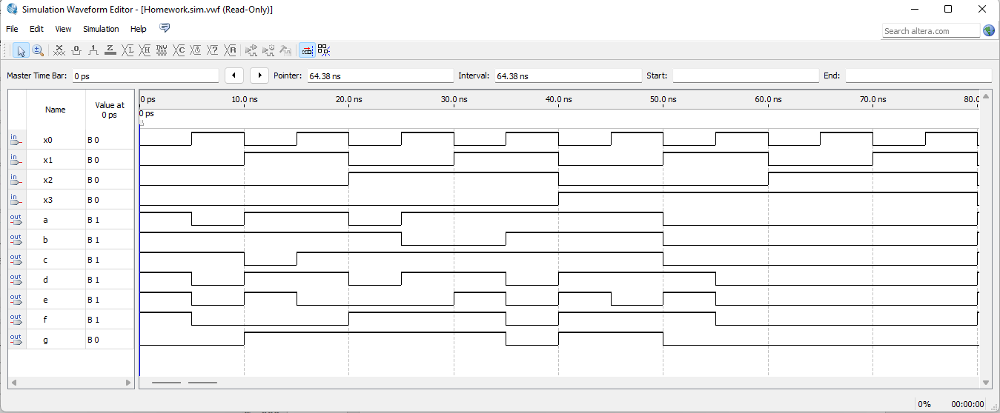 Simulation Waveform Editor - [Homework.sim.vwf (Read-Only)]
File Edit View Simulation Help
Search altera.com
Master Time Bar: 0 ps Pointer: 64.38 ns Interval: 64.38 ns Start: End:
Name Value at 0 ps
0 ps 10.0 ns 20.0 ns 30.0 ns 40.0 ns 50.0 ns 60.0 ns 70.0 ns 80.0
0 ps
in x0 B 0
in x1 B 0
in x2 B 0
in x3 B 0
out a B 1
out b B 1
out c B 1
out d B 1
out e B 1
out f B 1
out g B 0
0% 00:00:00